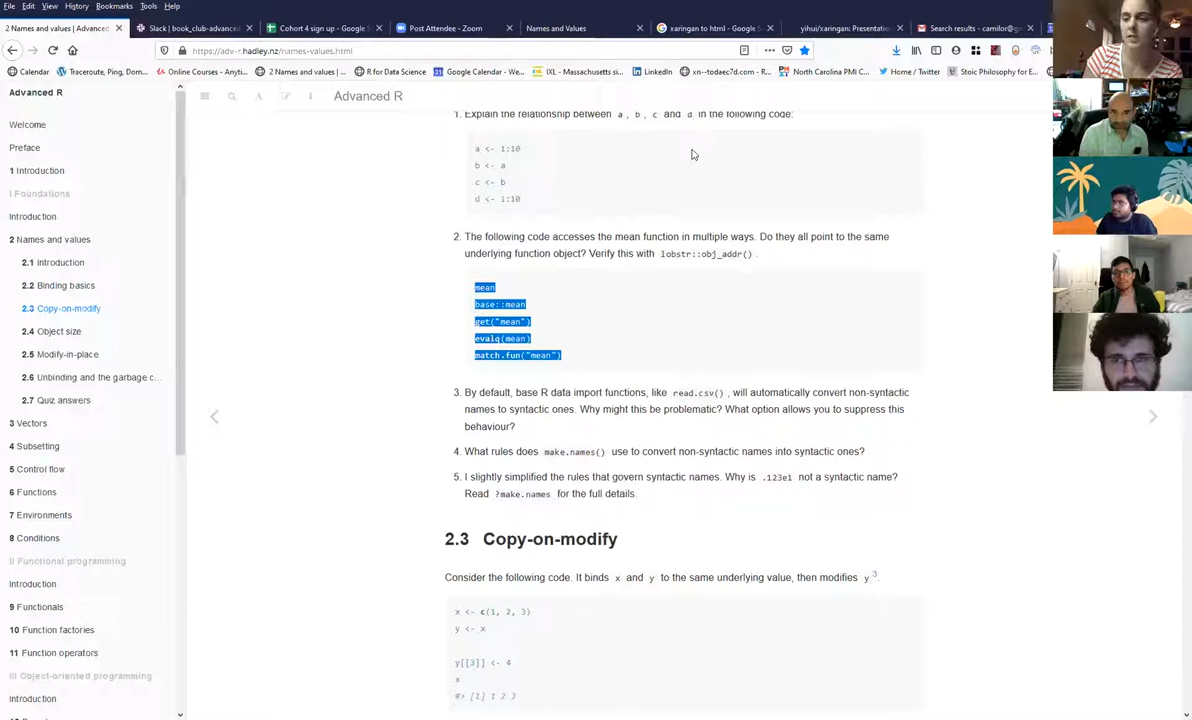 File Edit View History Bookmarks Tools Help
2 Names and values | Advanced
Slack | book_club-advanced
Cohort 4 sign up - Google S
Post Attendee - Zoom
Names and Values
xaringan to html - Google S
yihui/xaringan: Presentation
Search results - camilor@g
https://adv-r.hadley.nz/names-values.html
Calendar
Traceroute, Ping, Dom...
Online Courses - Anyti...
2 Names and values | ...
R for Data Science
Google Calendar - We...
IXL - Massachusetts si...
LinkedIn
xn--todaec7d.com - R...
North Carolina PMI C...
Home / Twitter
Stoic Philosophy for E...
Advanced R
Welcome
Preface
1 Introduction
I Foundations
Introduction
2 Names and values
2.1 Introduction
2.2 Binding basics
2.3 Copy-on-modify
2.4 Object size
2.5 Modify-in-place
2.6 Unbinding and the garbage c...
2.7 Quiz answers
3 Vectors
4 Subsetting
5 Control flow
6 Functions
7 Environments
8 Conditions
II Functional programming
Introduction
9 Functionals
10 Function factories
11 Function operators
III Object-oriented programming
Introduction
Advanced R
1. Explain the relationship between a, b, c and d in the following code:
a <- 1:10
b <- a
c <- b
d <- 1:10
2. The following code accesses the mean function in multiple ways. Do they all point to the same
underlying function object? Verify this with lobstr::obj_addr().
mean
base::mean
get("mean")
evalq(mean)
match.fun("mean")
3. By default, base R data import functions, like read.csv(), will automatically convert non-syntactic
names to syntactic ones. Why might this be problematic? What option allows you to suppress this
behaviour?
4. What rules does make.names() use to convert non-syntactic names into syntactic ones?
5. I slightly simplified the rules that govern syntactic names. Why is .123e1 not a syntactic name?
Read ?make.names for the full details.
2.3 Copy-on-modify
Consider the following code. It binds x and y to the same underlying value, then modifies y 3.
x <- c(1, 2, 3)
y <- x
y[[3]] <- 4
x
#> [1] 1 2 3